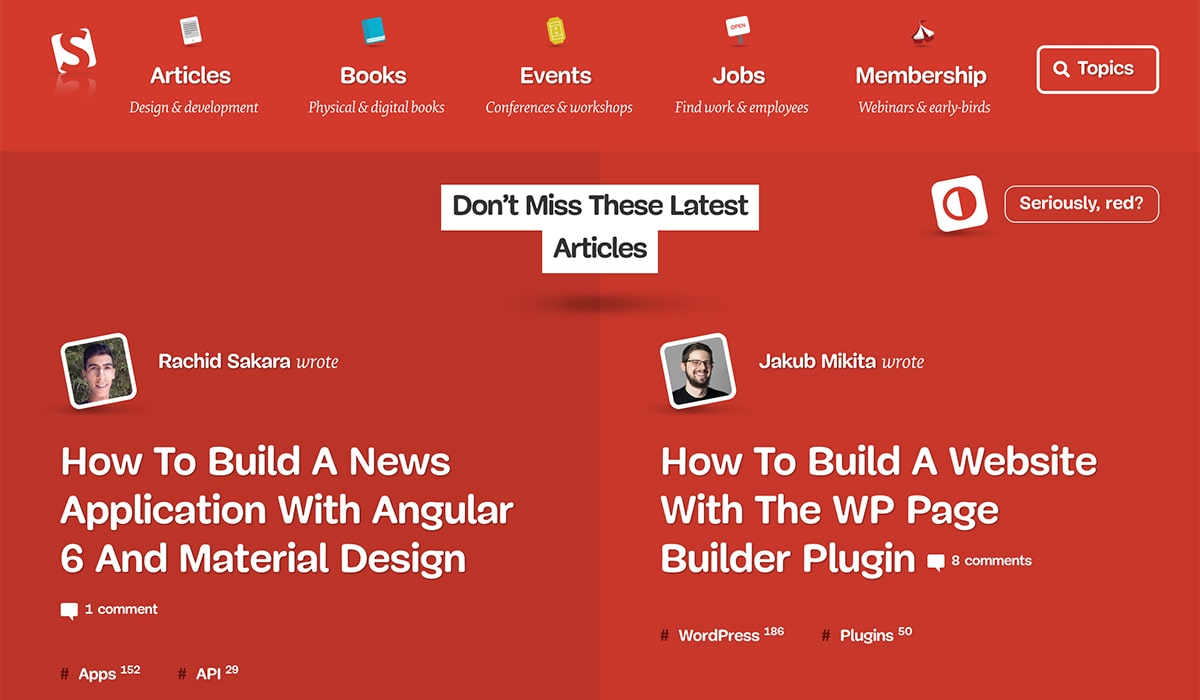 S
Articles
Design & development
Books
Physical & digital books
Events
Conferences & workshops
OPEN
Jobs
Find work & employees
Membership
Webinars & early-birds
Topics
Don’t Miss These Latest
Articles
Seriously, red?
Rachid Sakara wrote
How To Build A News
Application With Angular
6 And Material Design
1 comment
# Apps 152 # API 29
Jakub Mikita wrote
How To Build A Website
With The WP Page
Builder Plugin 8 comments
# WordPress 186 # Plugins 50